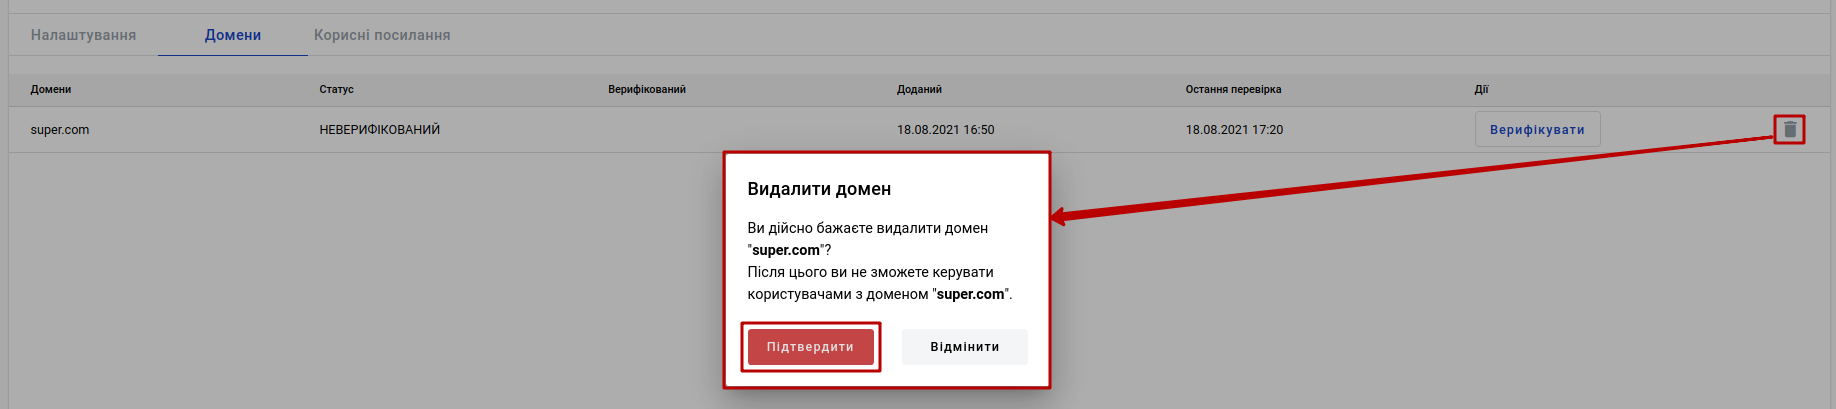 Налаштування Домени Корисні посилання
Домени Статус Верифікований Доданий Остання перевірка Дії
super.com НЕВЕРИФІКОВАНИЙ 18.08.2021 16:50 18.08.2021 17:20 Верифікувати
Видалити домен
Ви дійсно бажаєте видалити домен
"super.com"?
Після цього ви не зможете керувати
користувачами з доменом "super.com".
Підтвердити Відмінити